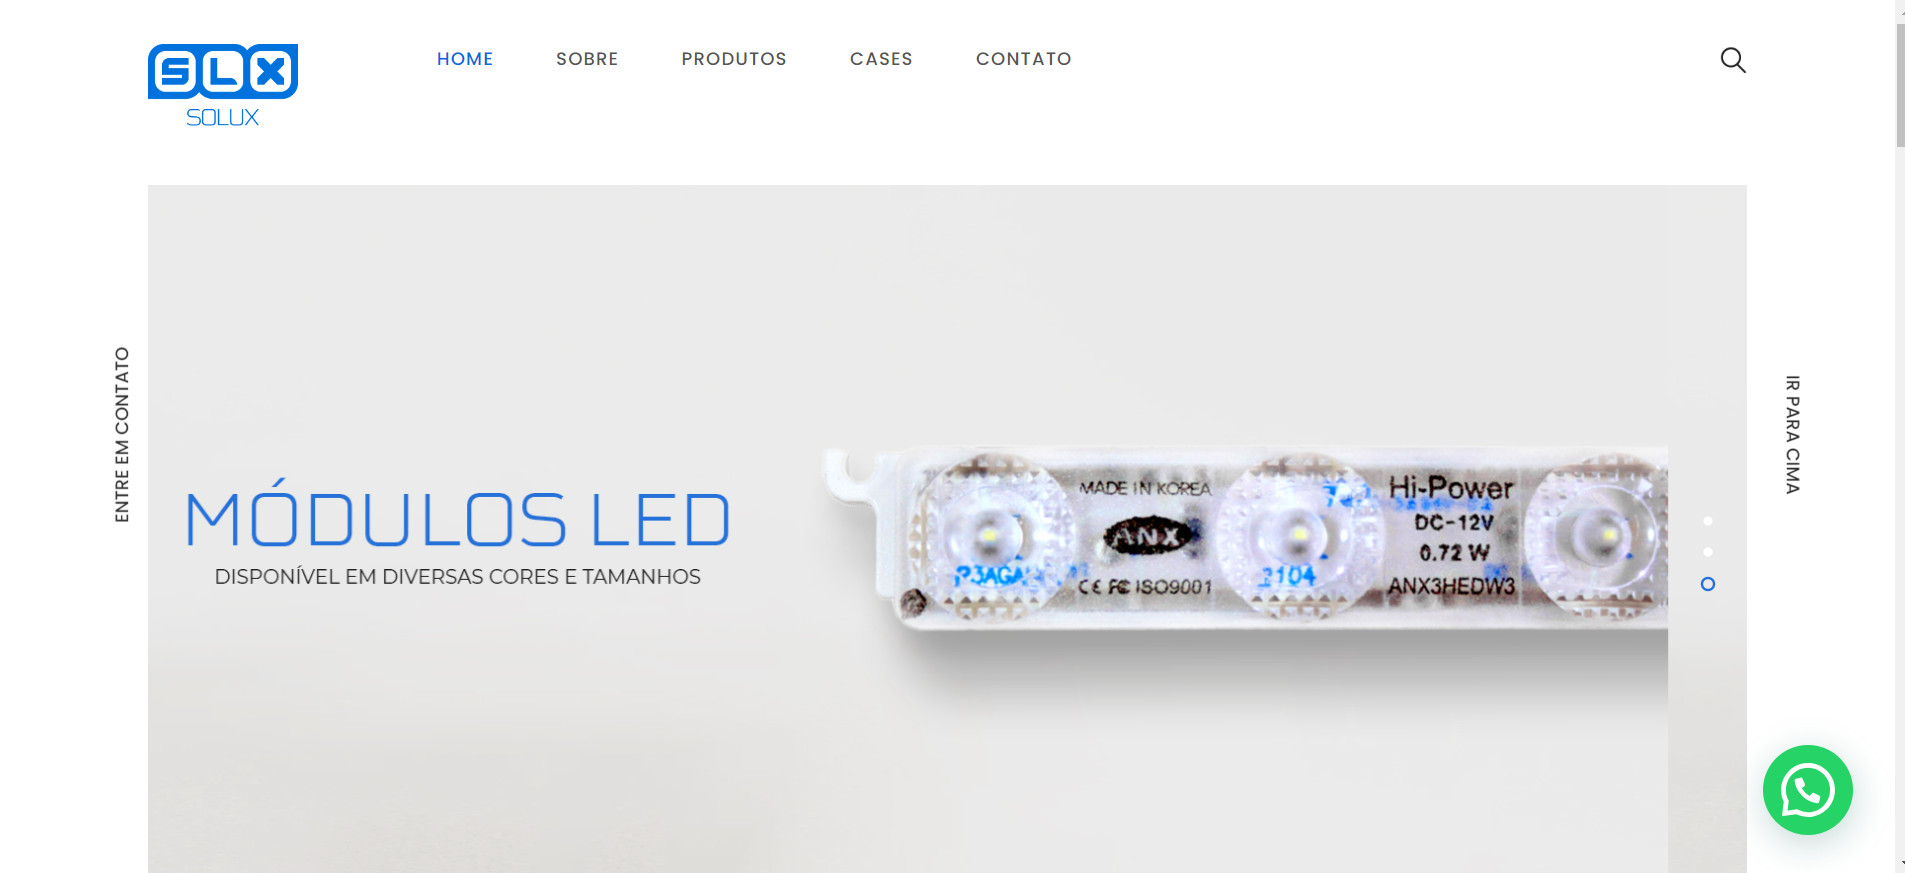 SLX
SOLUX
HOME
SOBRE
PRODUTOS
CASES
CONTATO
ENTRE EM CONTATO
MÓDULOS LED
DISPONÍVEL EM DIVERSAS CORES E TAMANHOS
MADE IN KOREA
ANX
CE FC ISO9001
2104
Hi-Power
DC-12V
0.72 W
ANX3HEDW3
IR PARA CIMA